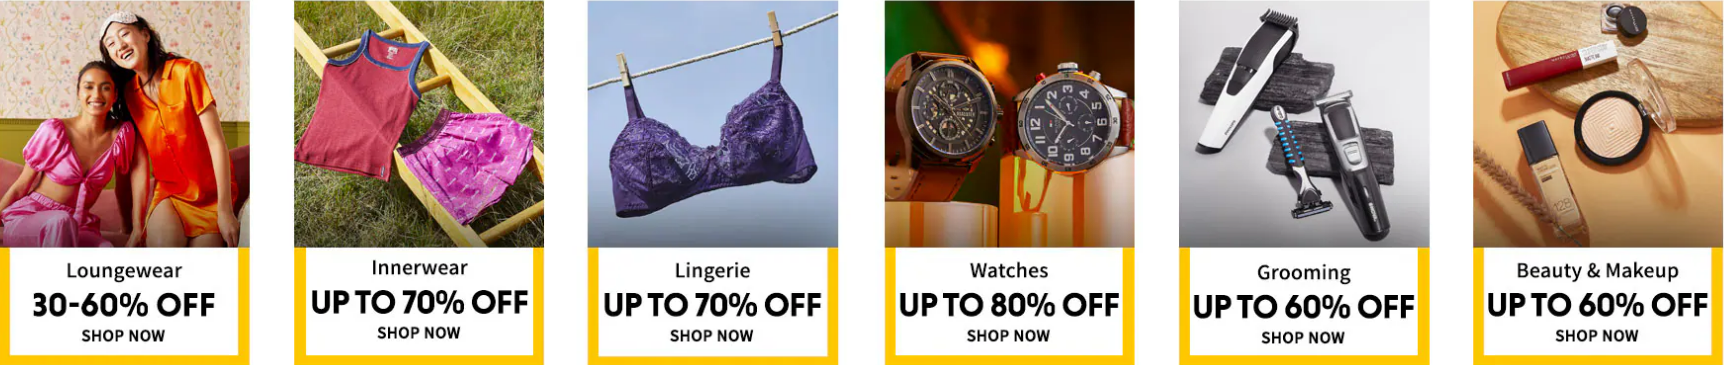 Loungewear
30-60% OFF
SHOP NOW
Innerwear
UP TO 70% OFF
SHOP NOW
Lingerie
UP TO 70% OFF
SHOP NOW
Watches
UP TO 80% OFF
SHOP NOW
Grooming
UP TO 60% OFF
SHOP NOW
Beauty & Makeup
UP TO 60% OFF
SHOP NOW